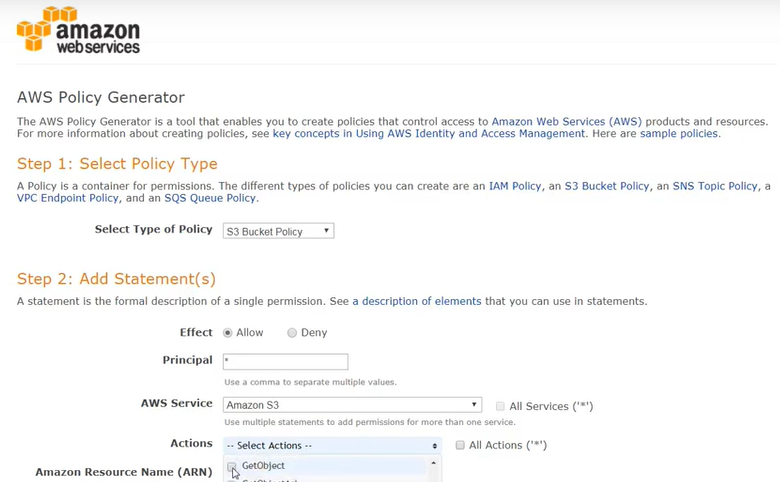 amazon
webservices
AWS Policy Generator
The AWS Policy Generator is a tool that enables you to create policies that control access to Amazon Web Services (AWS) products and resources.
For more information about creating policies, see key concepts in Using AWS Identity and Access Management. Here are sample policies.
Step 1: Select Policy Type
A Policy is a container for permissions. The different types of policies you can create are an IAM Policy, an S3 Bucket Policy, an SNS Topic Policy, a
VPC Endpoint Policy, and an SQS Queue Policy.
Select Type of Policy S3 Bucket Policy
Step 2: Add Statement(s)
A statement is the formal description of a single permission. See a description of elements that you can use in statements.
Effect Allow Deny
Principal *
Use a comma to separate multiple values.
AWS Service Amazon S3 All Services ('*')
Use multiple statements to add permissions for more than one service.
Actions -- Select Actions -- All Actions ('*')
GetObject
Amazon Resource Name (ARN)